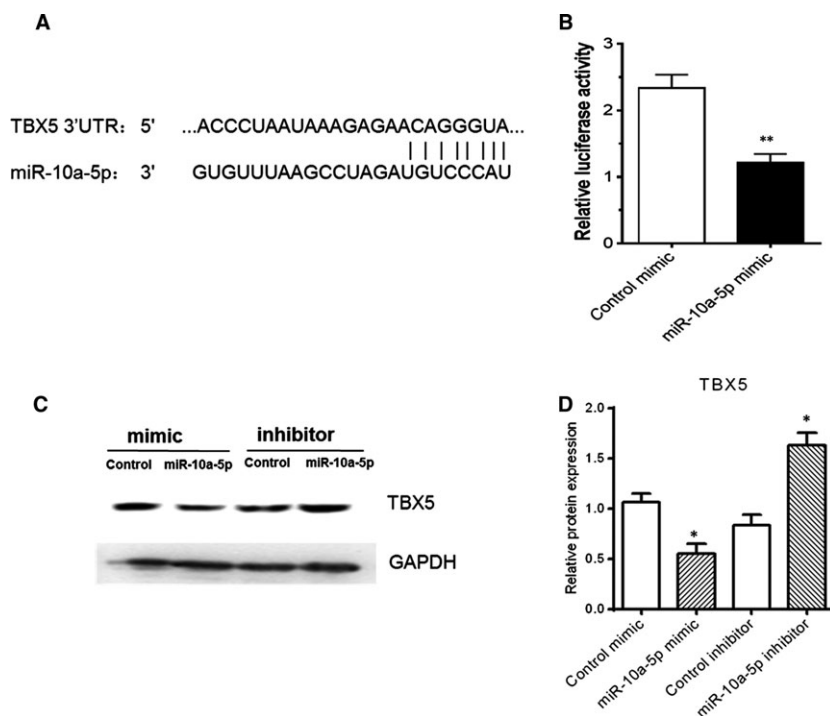 A
TBX5 3'UTR: 5' ...ACCCUAAUAAAGAGAACAGGGUA...
miR-10a-5p: 3' GUGUUUAAGCCUAGAUGUCCCAU
B
Relative luciferase activity
3
2
1
0
**
Control mimic
miR-10a-5p mimic
C
mimic inhibitor
Control miR-10a-5p Control miR-10a-5p
TBX5
GAPDH
D
TBX5
Relative protein expression
2.0
1.5
1.0
0.5
0.0
*
*
Control mimic
miR-10a-5p mimic
Control inhibitor
miR-10a-5p inhibitor